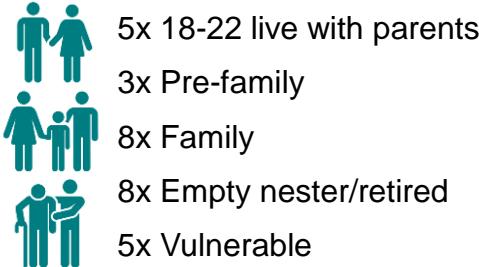 5x 18-22 live with parents
3x Pre-family
8x Family
8x Empty nester/retired
5x Vulnerable